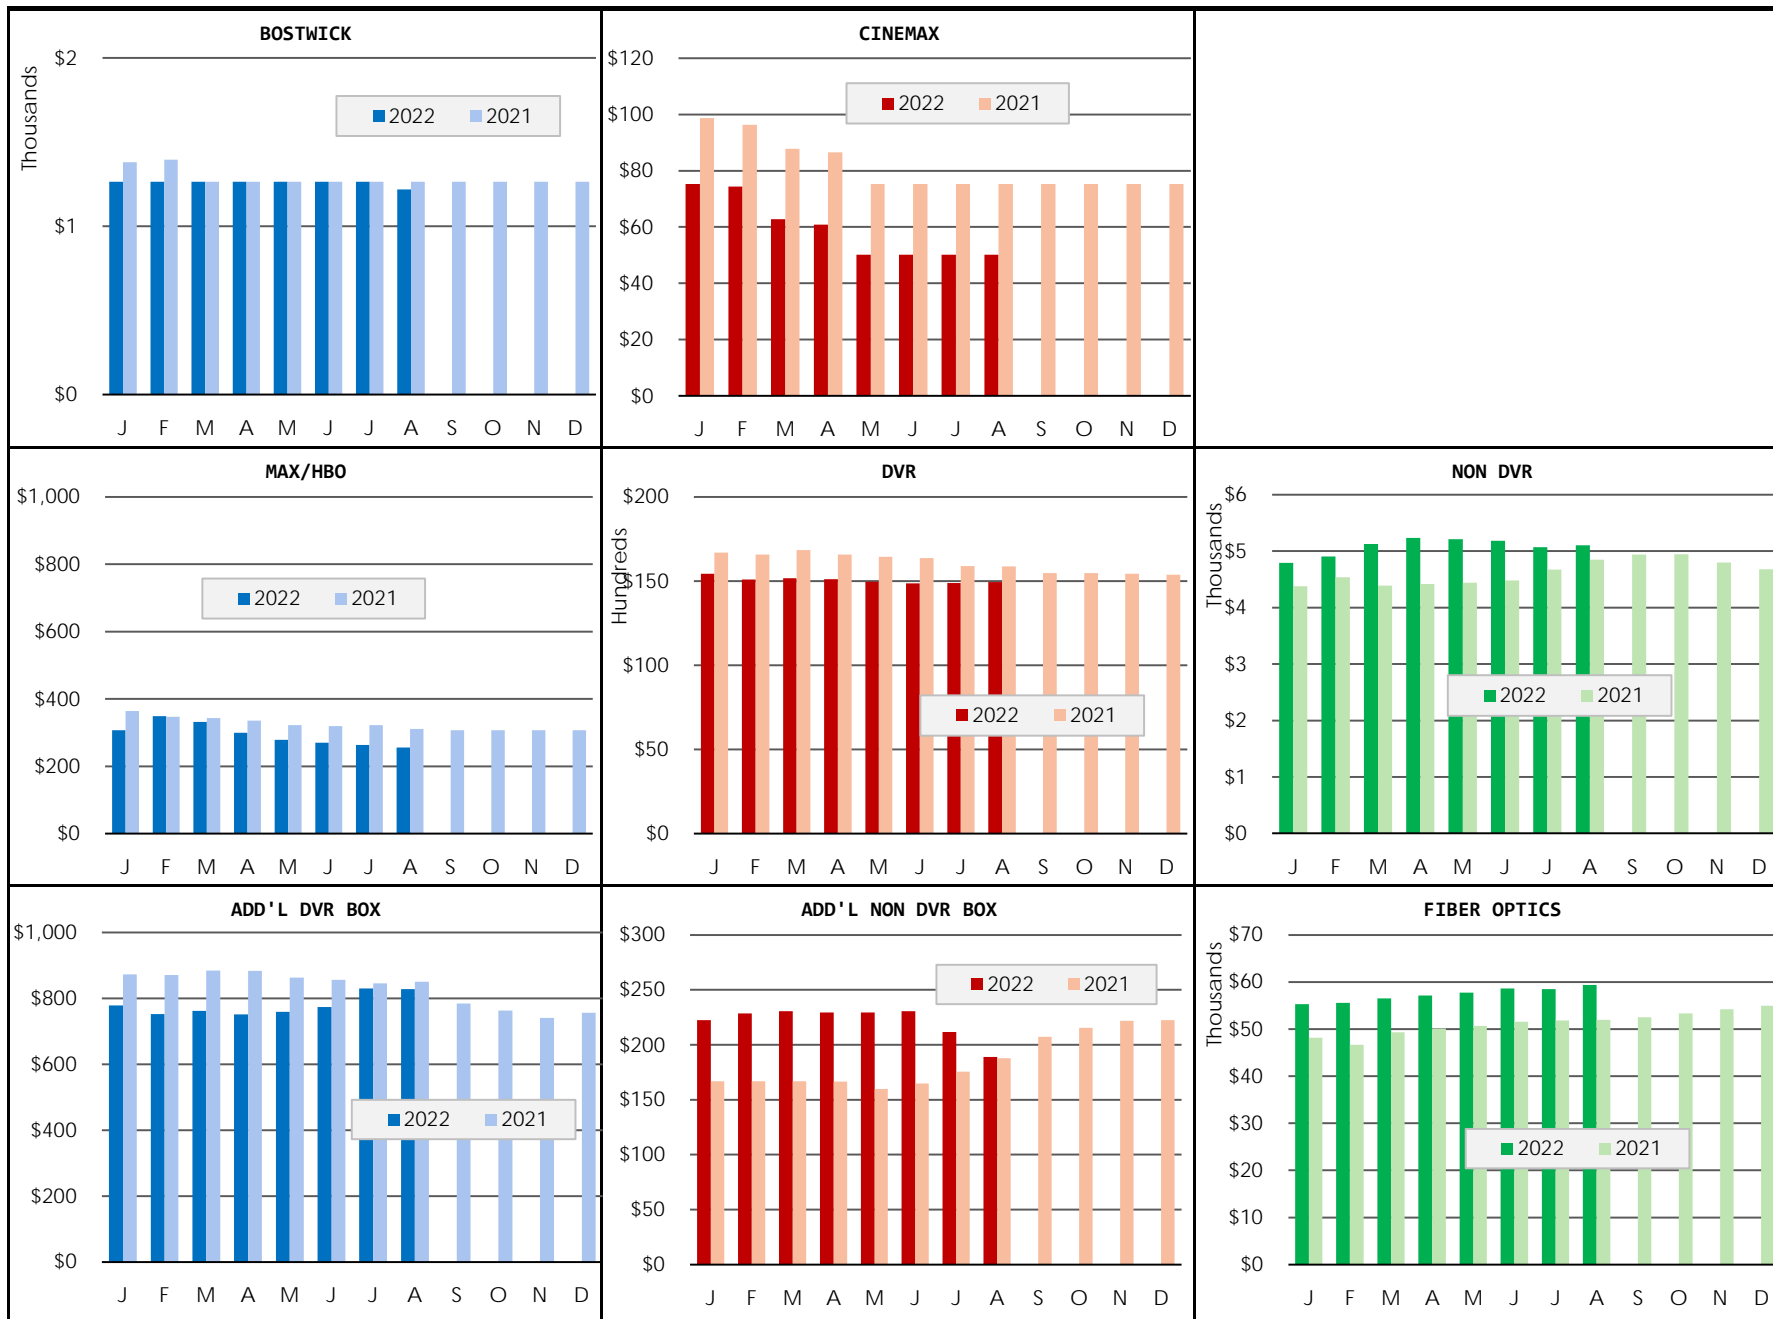 BOSTWICK
Thousands
$2
$1
$0
2022 2021
J F M A M J J A S O N D
CINEMAX
$120
$100
$80
$60
$40
$20
$0
2022 2021
J F M A M J J A S O N D
MAX/HBO
$1,000
$800
$600
$400
$200
$0
2022 2021
J F M A M J J A S O N D
DVR
Hundreds
$200
$150
$100
$50
$0
2022 2021
J F M A M J J A S O N D
NON DVR
Thousands
$6
$5
$4
$3
$2
$1
$0
2022 2021
J F M A M J J A S O N D
ADD'L DVR BOX
$1,000
$800
$600
$400
$200
$0
2022 2021
J F M A M J J A S O N D
ADD'L NON DVR BOX
$300
$250
$200
$150
$100
$50
$0
2022 2021
J F M A M J J A S O N D
FIBER OPTICS
Thousands
$70
$60
$50
$40
$30
$20
$10
$0
2022 2021
J F M A M J J A S O N D